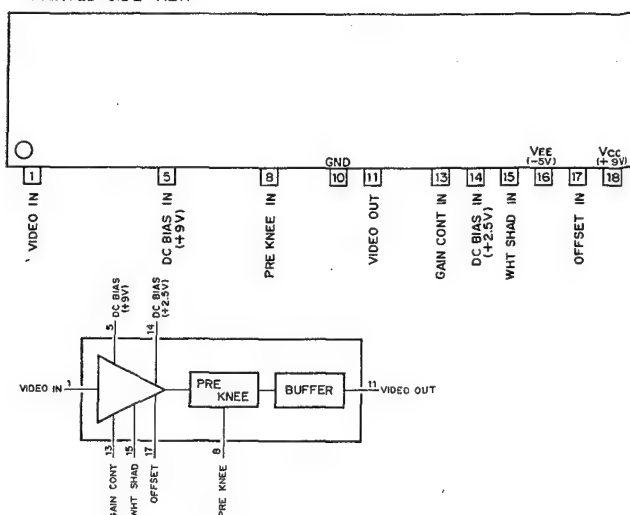 GND
VEE
(-5V)
VCC
(+9V)
1
5
8
10
11
13
14
15
16
17
18
VIDEO IN
DC BIAS IN
(+9V)
PRE KNEE IN
VIDEO OUT
GAIN CONT IN
DC BIAS IN
(+2.5V)
WHT SHAD IN
OFFSET IN
5 DC BIAS
(+9V)
14 DC BIAS
(+2.5V)
VIDEO IN 1
PRE
KNEE
BUFFER
11 VIDEO OUT
GAIN CONT 13
WHT SHAD 15
OFFSET 17
PRE KNEE 8